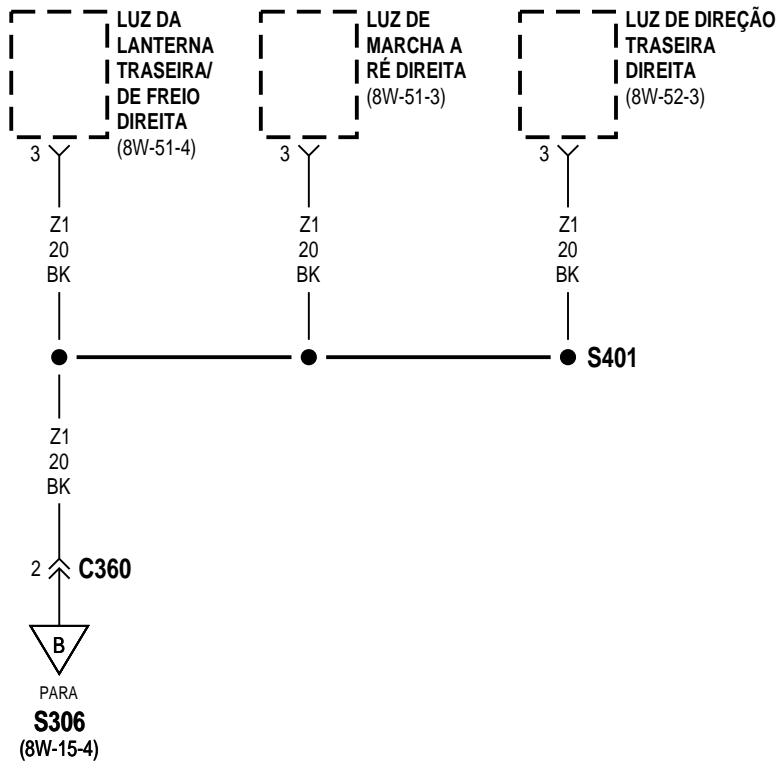 LUZ DA
LANTERNA
TRASEIRA/
DE FREIO
DIREITA
(8W-51-4)
LUZ DE
MARCHA A
RÉ DIREITA
(8W-51-3)
LUZ DE DIREÇÃO
TRASEIRA
DIREITA
(8W-52-3)
3
3
3
Z1
20
BK
Z1
20
BK
Z1
20
BK
S401
Z1
20
BK
2
C360
B
PARA
S306
(8W-15-4)